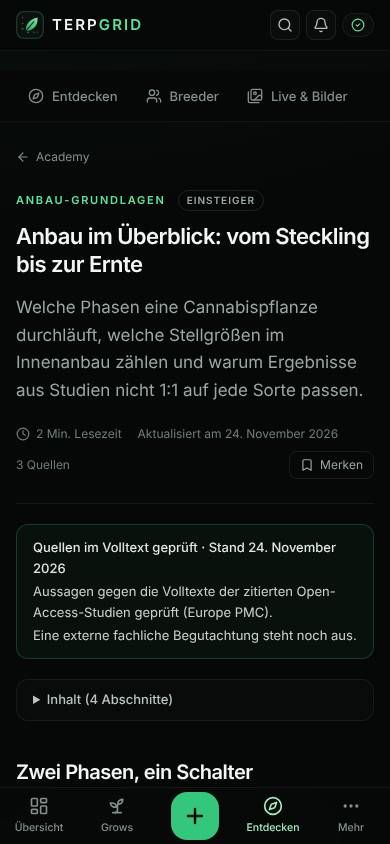 TERPGRID
Entdecken
Breeder
Live & Bilder
Academy
ANBAU-GRUNDLAGEN EINSTEIGER
Anbau im Überblick: vom Steckling
bis zur Ernte
Welche Phasen eine Cannabispflanze
durchläuft, welche Stellgrößen im
Innenanbau zählen und warum Ergebnisse
aus Studien nicht 1:1 auf jede Sorte passen.
2 Min. Lesezeit Aktualisiert am 24. November 2026
3 Quellen
Merken
Quellen im Volltext geprüft · Stand 24. November
2026
Aussagen gegen die Volltexte der zitierten Open-
Access-Studien geprüft (Europe PMC).
Eine externe fachliche Begutachtung steht noch aus.
Inhalt (4 Abschnitte)
Zwei Phasen, ein Schalter
Übersicht
Grows
Entdecken
Mehr